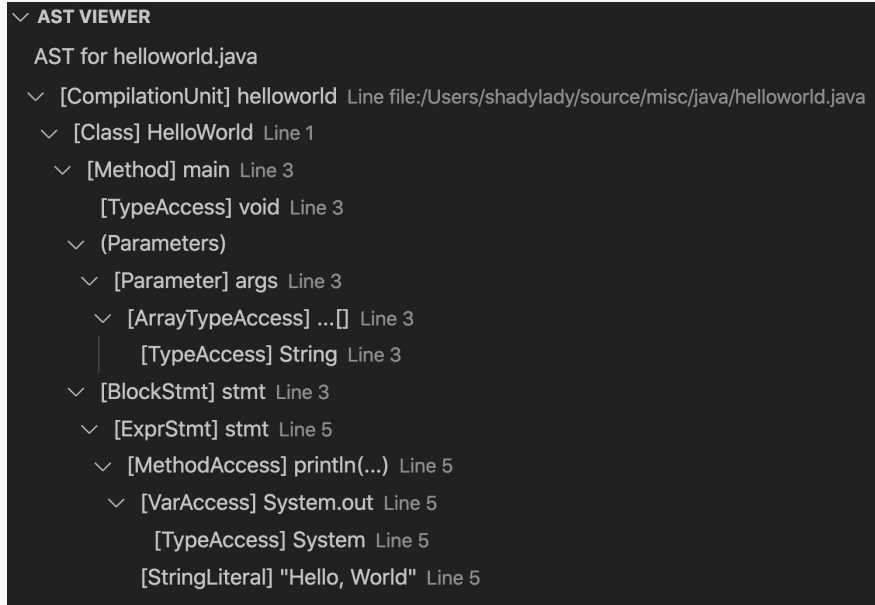 AST VIEWER
AST for helloworld.java
[CompilationUnit] helloworld Line file:/Users/shadylady/source/misc/java/helloworld.java
[Class] HelloWorld Line 1
[Method] main Line 3
[TypeAccess] void Line 3
(Parameters)
[Parameter] args Line 3
[ArrayTypeAccess] ...[] Line 3
[TypeAccess] String Line 3
[BlockStmt] stmt Line 3
[ExprStmt] stmt Line 5
[MethodAccess] println(...) Line 5
[VarAccess] System.out Line 5
[TypeAccess] System Line 5
[StringLiteral] "Hello, World" Line 5